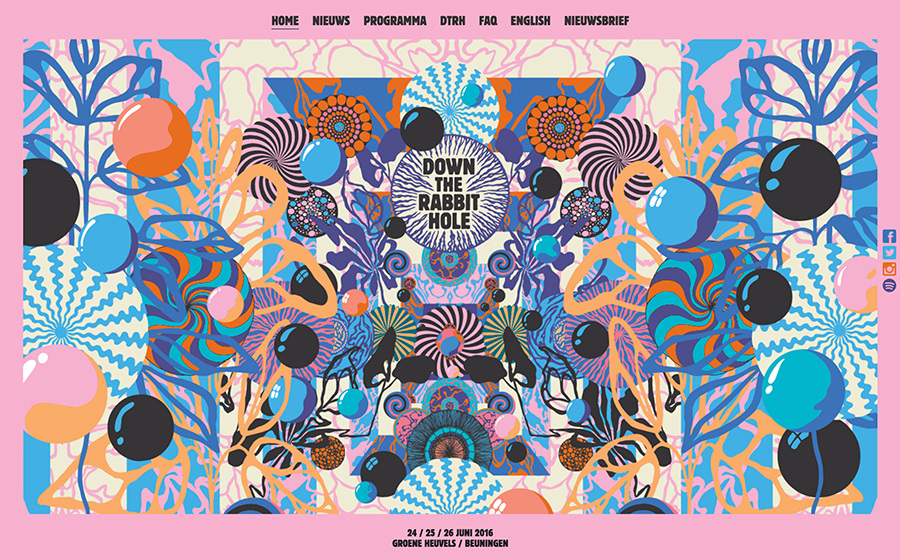 HOME NIEUWS PROGRAMMA DTRH FAQ ENGLISH NIEUWSBRIEF
DOWN
THE
RABBIT
HOLE
24 / 25 / 26 JUNI 2016
GROENE HEUVELS / BEUNINGEN